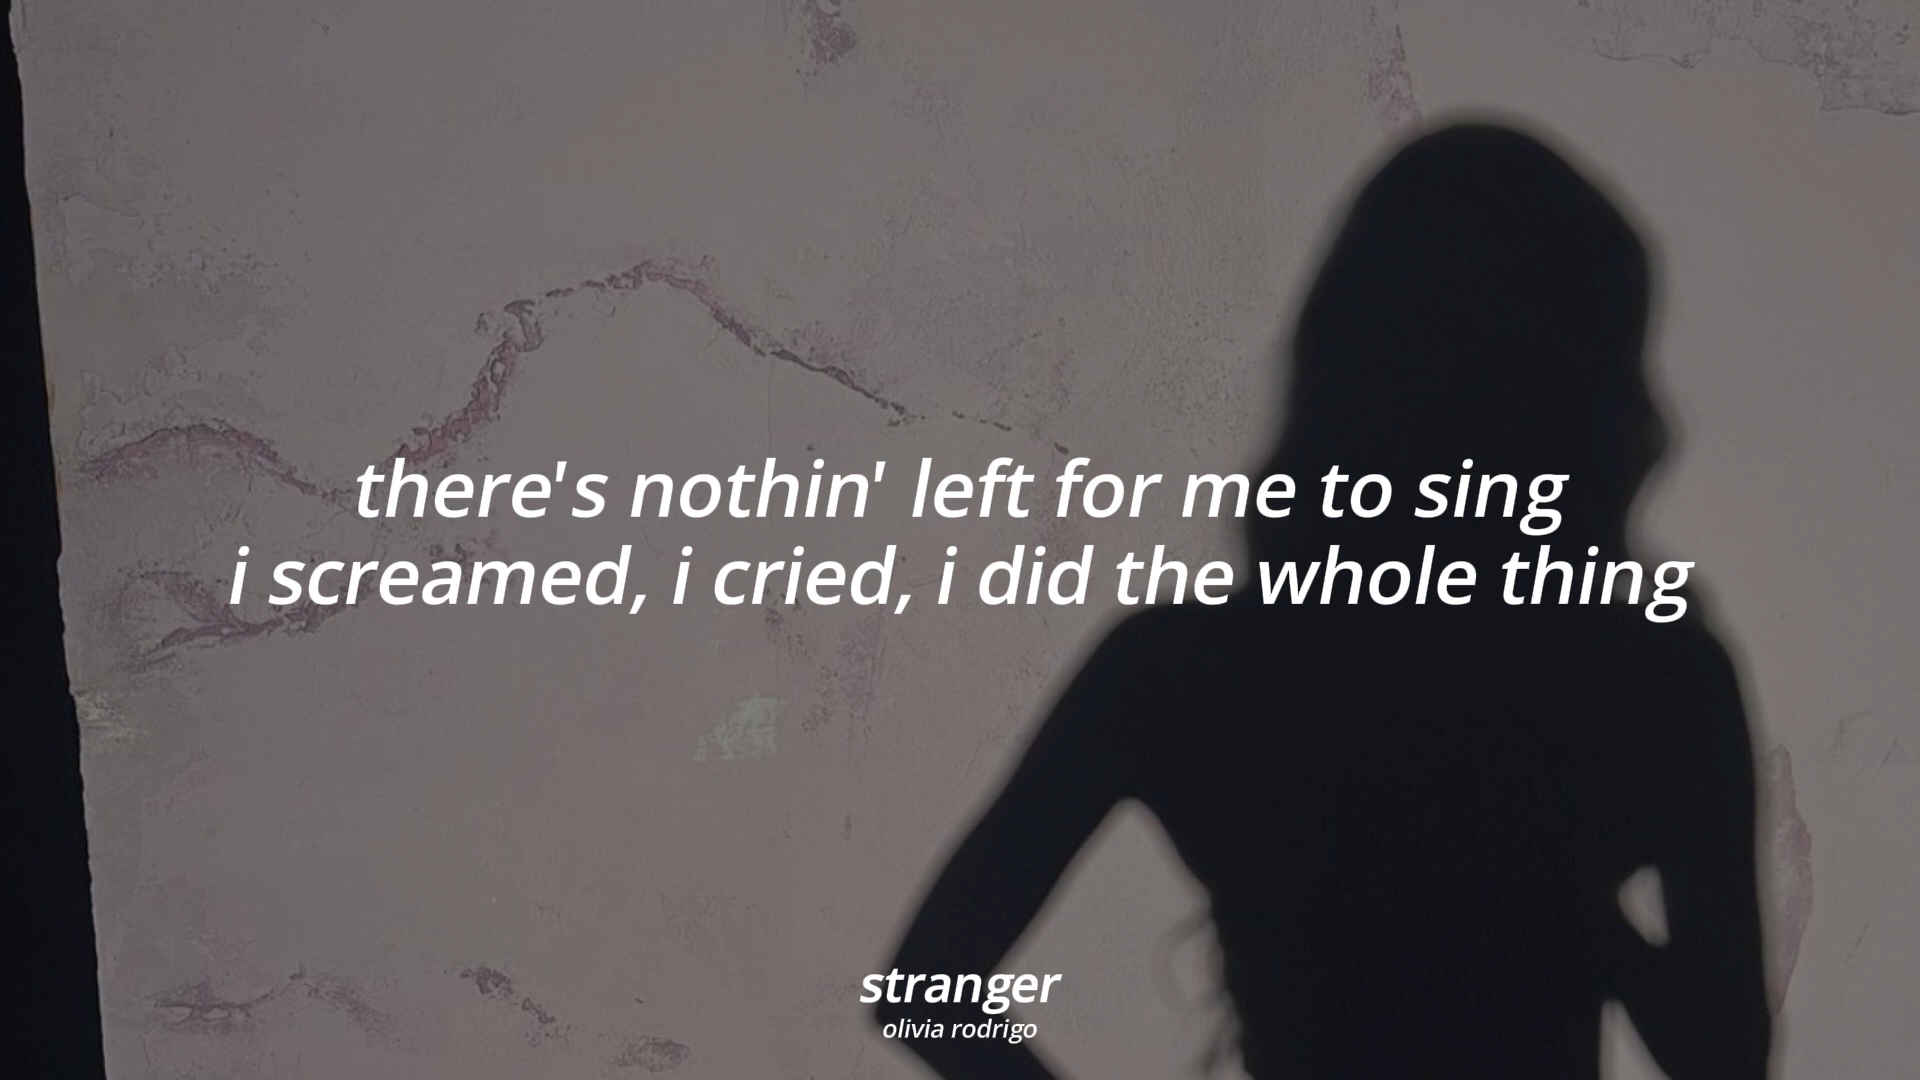 there's nothin' left for me to sing
i screamed, i cried, i did the whole thing
stranger
olivia rodrigo